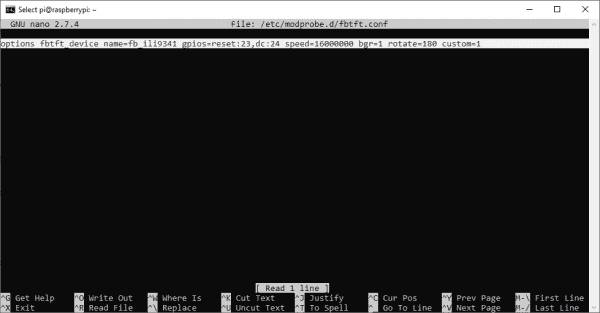 Select pi@raspberrypi: ~
GNU nano 2.7.4 File: /etc/modprobe.d/fbtft.conf
options fbtft_device name=fb_ili9341 gpios=reset:23,dc:24 speed=16000000 bgr=1 rotate=180 custom=1
[ Read 1 line ]
^G Get Help ^O Write Out ^W Where Is ^K Cut Text ^J Justify ^C Cur Pos ^Y Prev Page M-\ First Line
^X Exit ^R Read File ^\ Replace ^U Uncut Text ^T To Spell ^_ Go To Line ^V Next Page M-/ Last Line